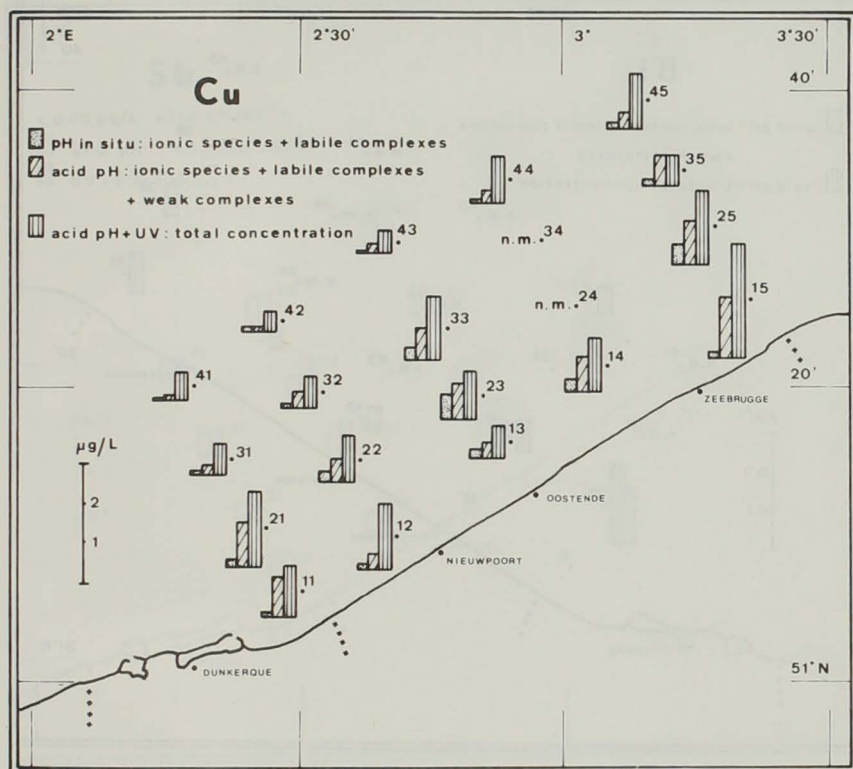 2°E 2°30' 3° 3°30'
Cu
40'
pH in situ: ionic species + labile complexes
acid pH: ionic species + labile complexes
+ weak complexes
acid pH+UV: total concentration
.45
.35
.44
.25
.43
n.m. .34
n.m. .24
.15
.42
.33
.14
20'
.41
.32
.23
ZEEBRUGGE
.13
.31
.22
µg/L
2
1
OOSTENDE
.21
.12
NIEUWPOORT
.11
DUNKERQUE
51°N